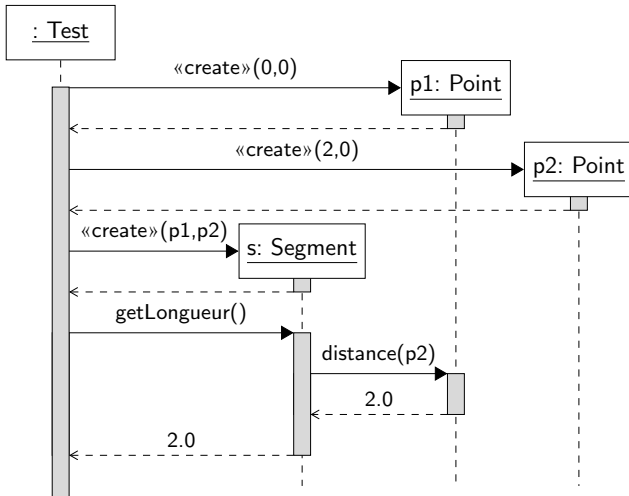 : Test
«create»(0,0)
p1: Point
«create»(2,0)
p2: Point
«create»(p1,p2)
s: Segment
getLongueur()
distance(p2)
2.0
2.0